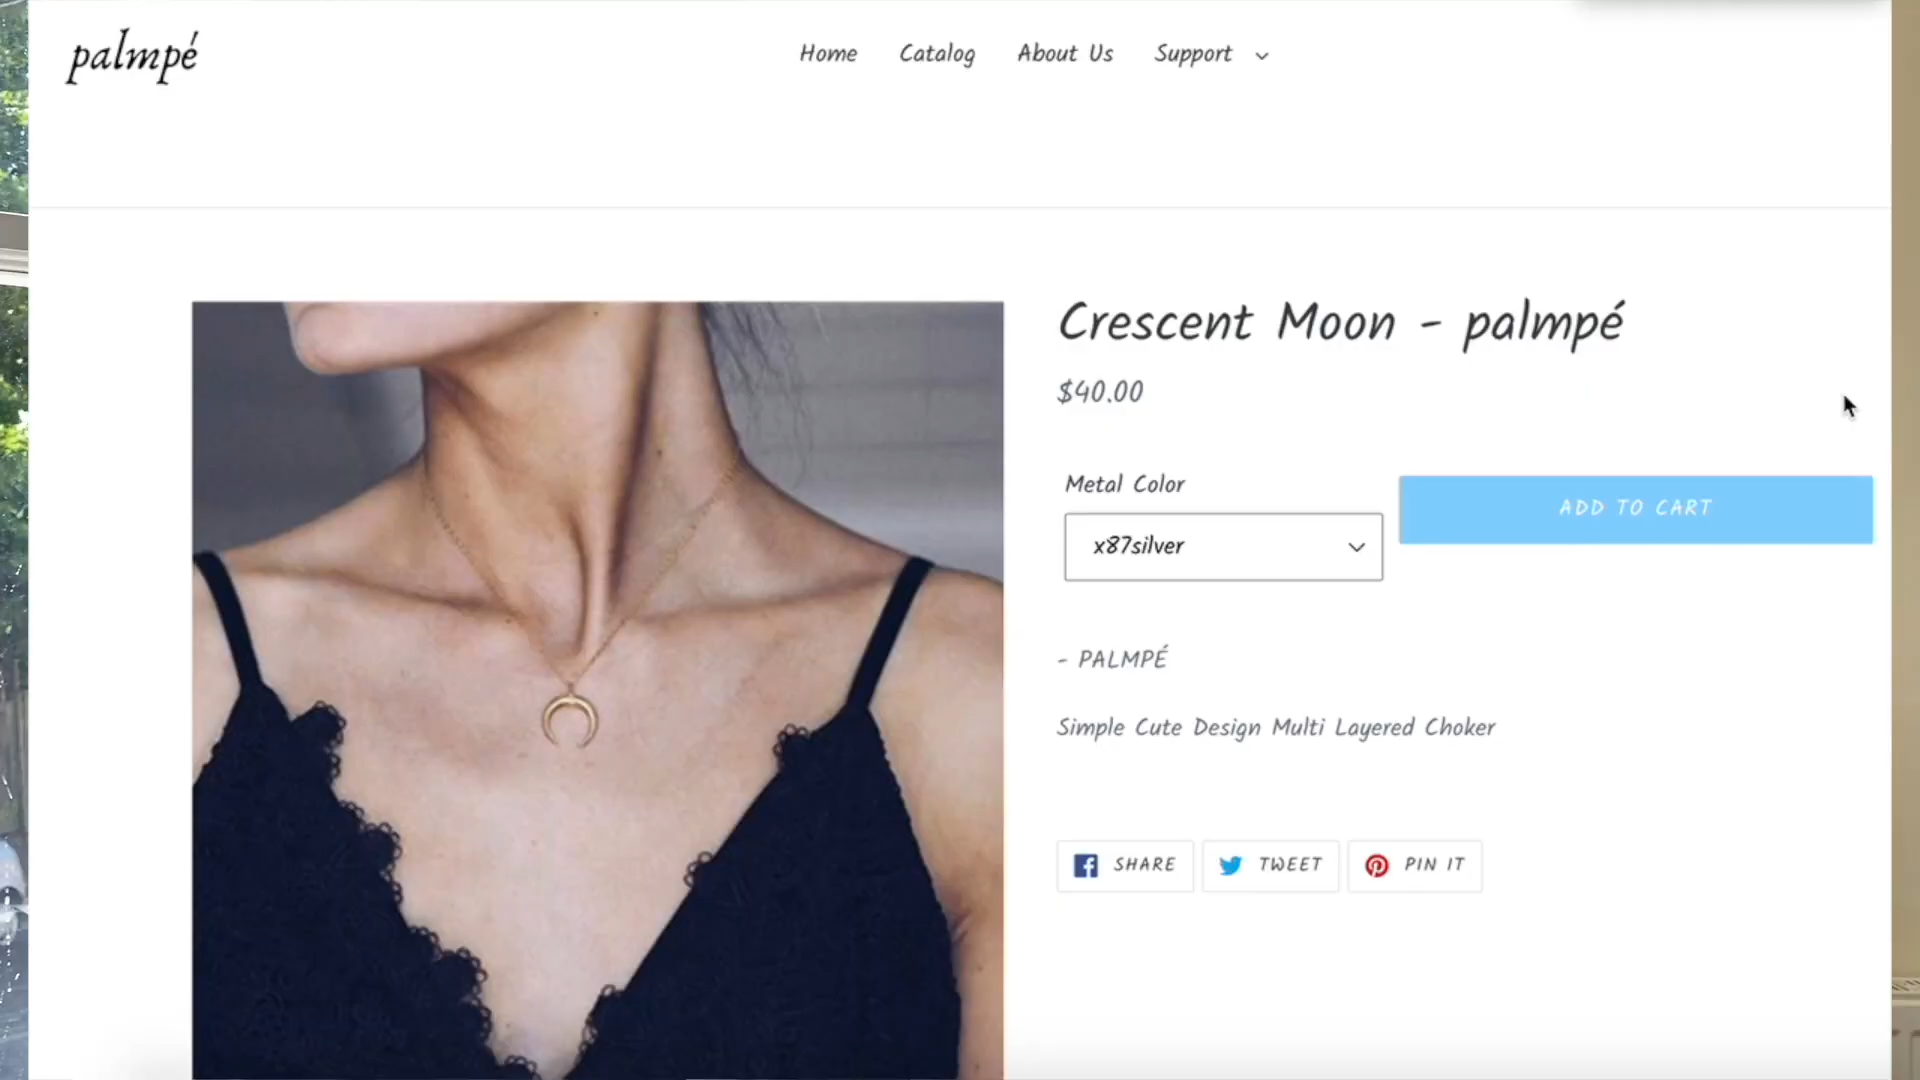 palmpé
Home Catalog About Us Support
Crescent Moon - palmpé
$40.00
Metal Color
x87silver
ADD TO CART
- PALMPÉ
Simple Cute Design Multi Layered Choker
SHARE TWEET PIN IT